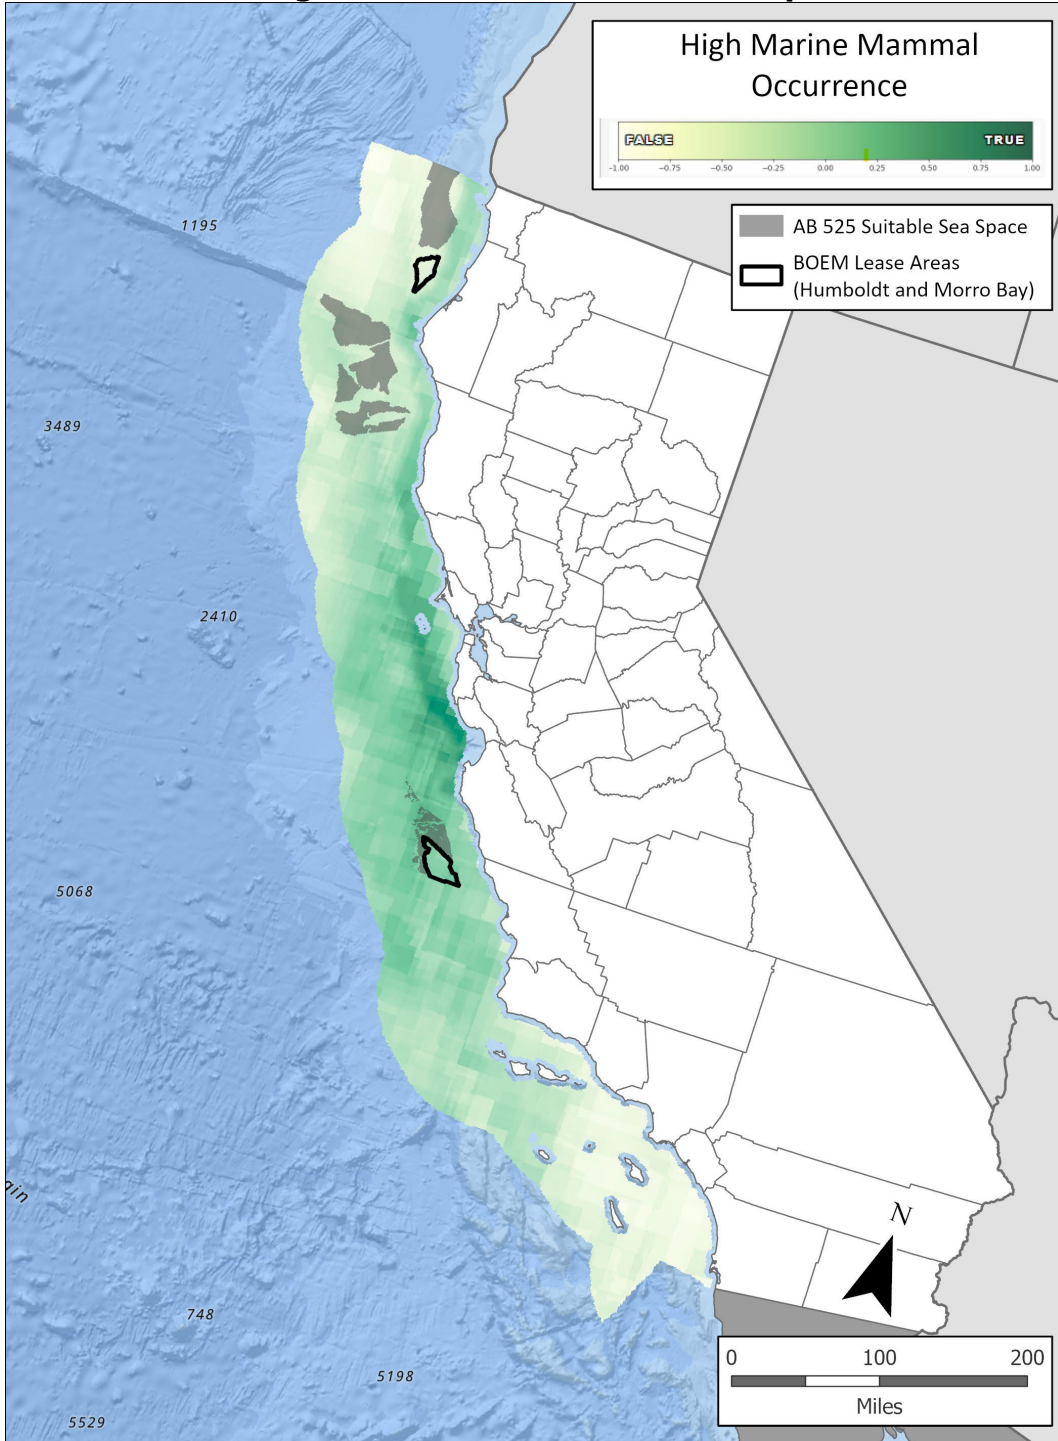 High Marine Mammal
Occurrence
FALSE
TRUE
-1.00 -0.75 -0.50 -0.25 0.00 0.25 0.50 0.75 1.00
AB 525 Suitable Sea Space
BOEM Lease Areas
(Humboldt and Morro Bay)
1195
3489
2410
5068
748
5198
5529
N
0 100 200
Miles